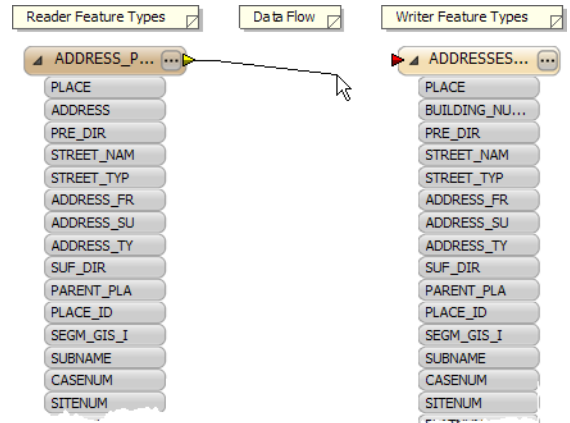 Reader Feature Types
Data Flow
Writer Feature Types
ADDRESS_P...
PLACE
ADDRESS
PRE_DIR
STREET_NAM
STREET_TYP
ADDRESS_FR
ADDRESS_SU
ADDRESS_TY
SUF_DIR
PARENT_PLA
PLACE_ID
SEGM_GIS_I
SUBNAME
CASENUM
SITENUM
ADDRESSES...
PLACE
BUILDING_NU...
PRE_DIR
STREET_NAM
STREET_TYP
ADDRESS_FR
ADDRESS_SU
ADDRESS_TY
SUF_DIR
PARENT_PLA
PLACE_ID
SEGM_GIS_I
SUBNAME
CASENUM
SITENUM